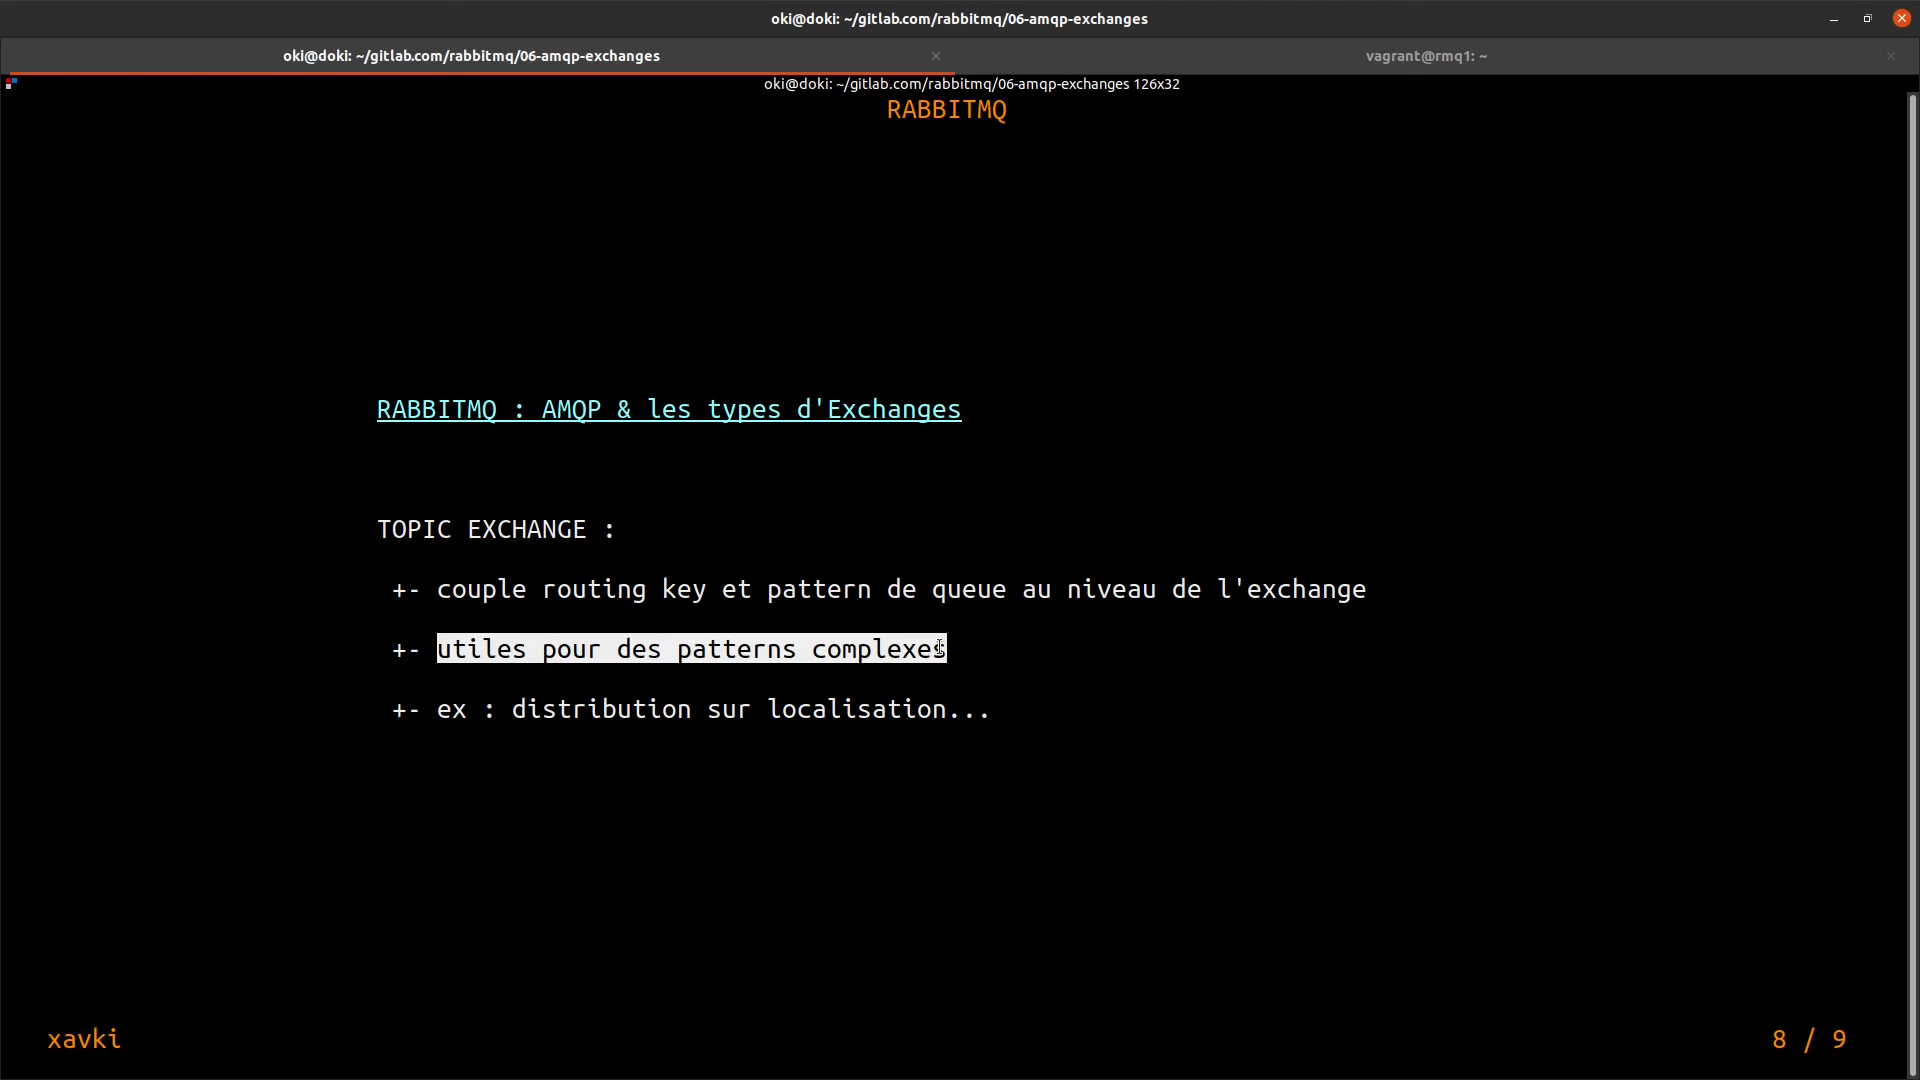 oki@doki: ~/gitlab.com/rabbitmq/06-amqp-exchanges
oki@doki: ~/gitlab.com/rabbitmq/06-amqp-exchanges
vagrant@rmq1: ~
oki@doki: ~/gitlab.com/rabbitmq/06-amqp-exchanges 126x32
RABBITMQ
RABBITMQ : AMQP & les types d'Exchanges
TOPIC EXCHANGE :
+- couple routing key et pattern de queue au niveau de l'exchange
+- utiles pour des patterns complexes
+- ex : distribution sur localisation...
xavki
8 / 9